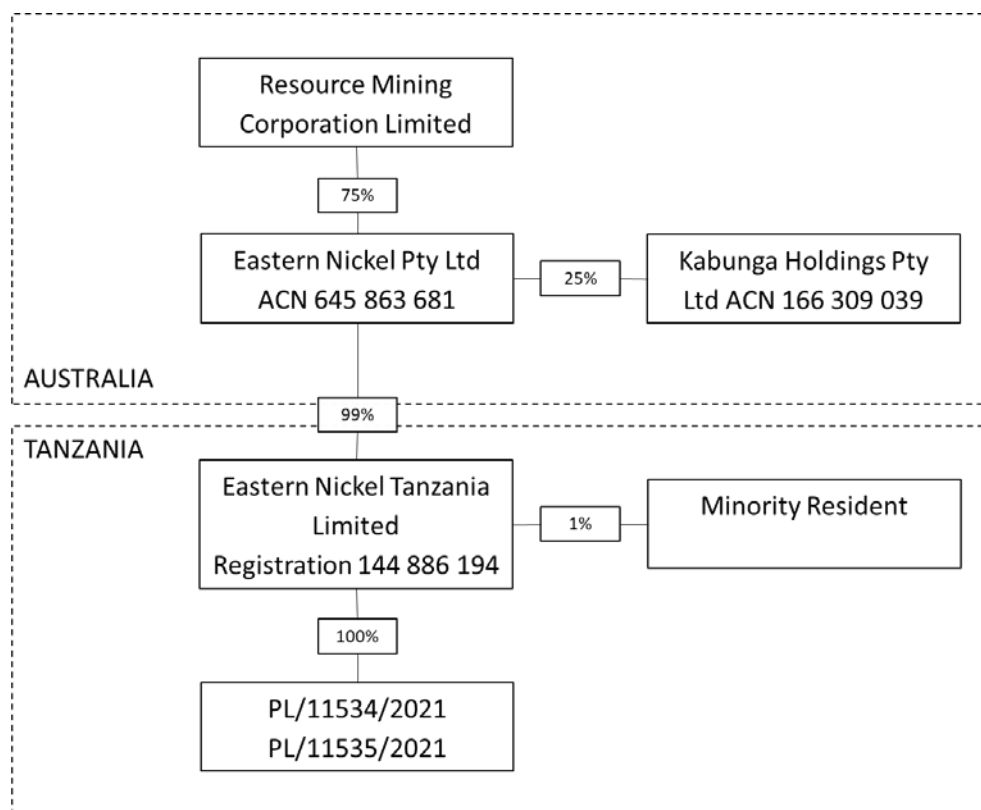 Resource Mining
Corporation Limited
75%
Eastern Nickel Pty Ltd
ACN 645 863 681
25%
Kabunga Holdings Pty
Ltd ACN 166 309 039
AUSTRALIA
99%
TANZANIA
Eastern Nickel Tanzania
Limited
Registration 144 886 194
1%
Minority Resident
100%
PL/11534/2021
PL/11535/2021